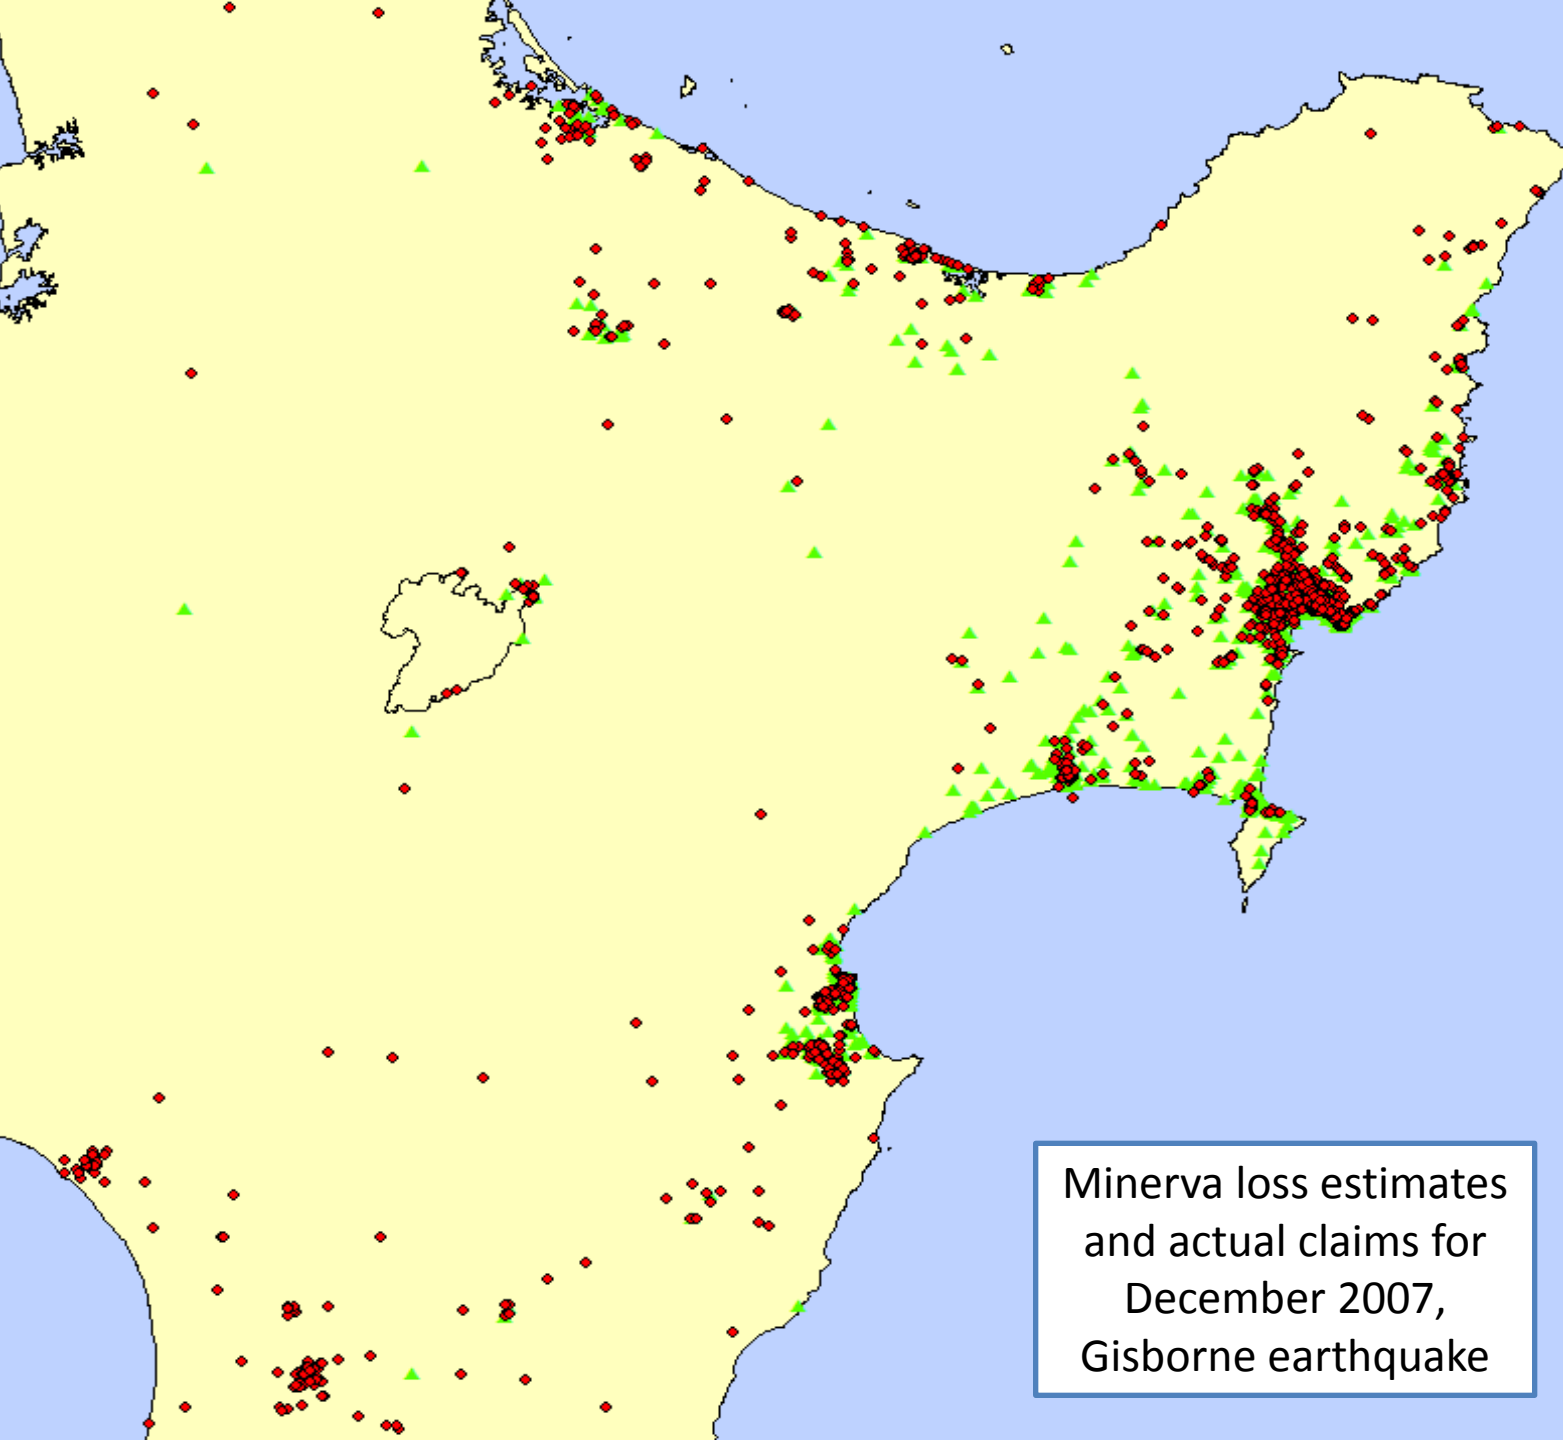 Minerva loss estimates
and actual claims for
December 2007,
Gisborne earthquake